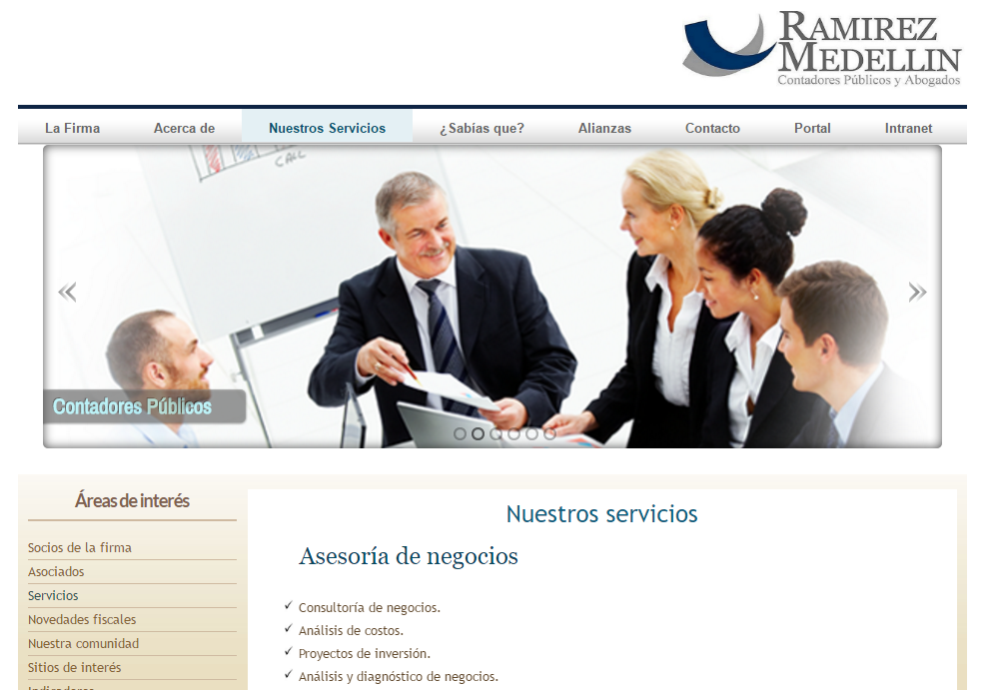 RAMIREZ
MEDELLIN
Contadores Públicos y Abogados
La Firma Acerca de Nuestros Servicios ¿Sabías que? Alianzas Contacto Portal Intranet
CALL
Contadores Públicos
Áreas de interés
Socios de la firma
Asociados
Servicios
Novedades fiscales
Nuestra comunidad
Sitios de interés
Indicadores
Nuestros servicios
Asesoría de negocios
Consultoría de negocios.
Análisis de costos.
Proyectos de inversión.
Análisis y diagnóstico de negocios.